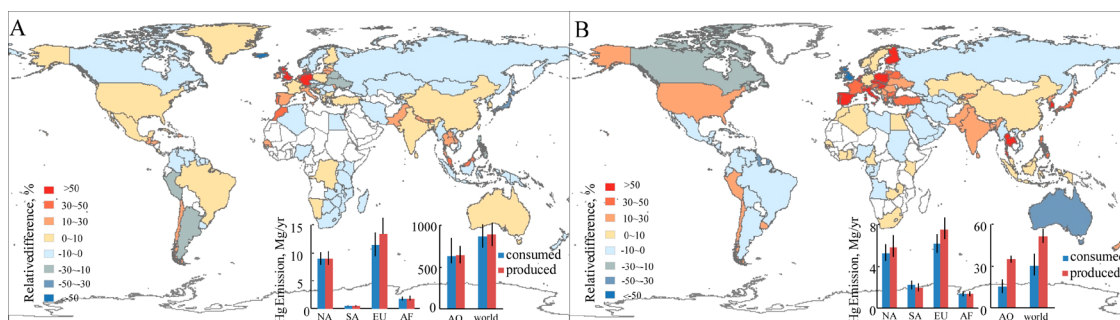 A
Relativedifference, %
>50
30~50
10~30
0~10
-10~0
-30~-10
-50~-30
<-50
Hg Emission, Mg/yr
15
10
5
0
NA
SA
EU
AF
1000
500
0
AO
world
consumed
produced
B
Relativedifference, %
>50
30~50
10~30
0~10
-10~0
-30~-10
-50~-30
<-50
Hg Emission, Mg/yr
8
4
0
NA
SA
EU
AF
60
30
0
AO
world
consumed
produced